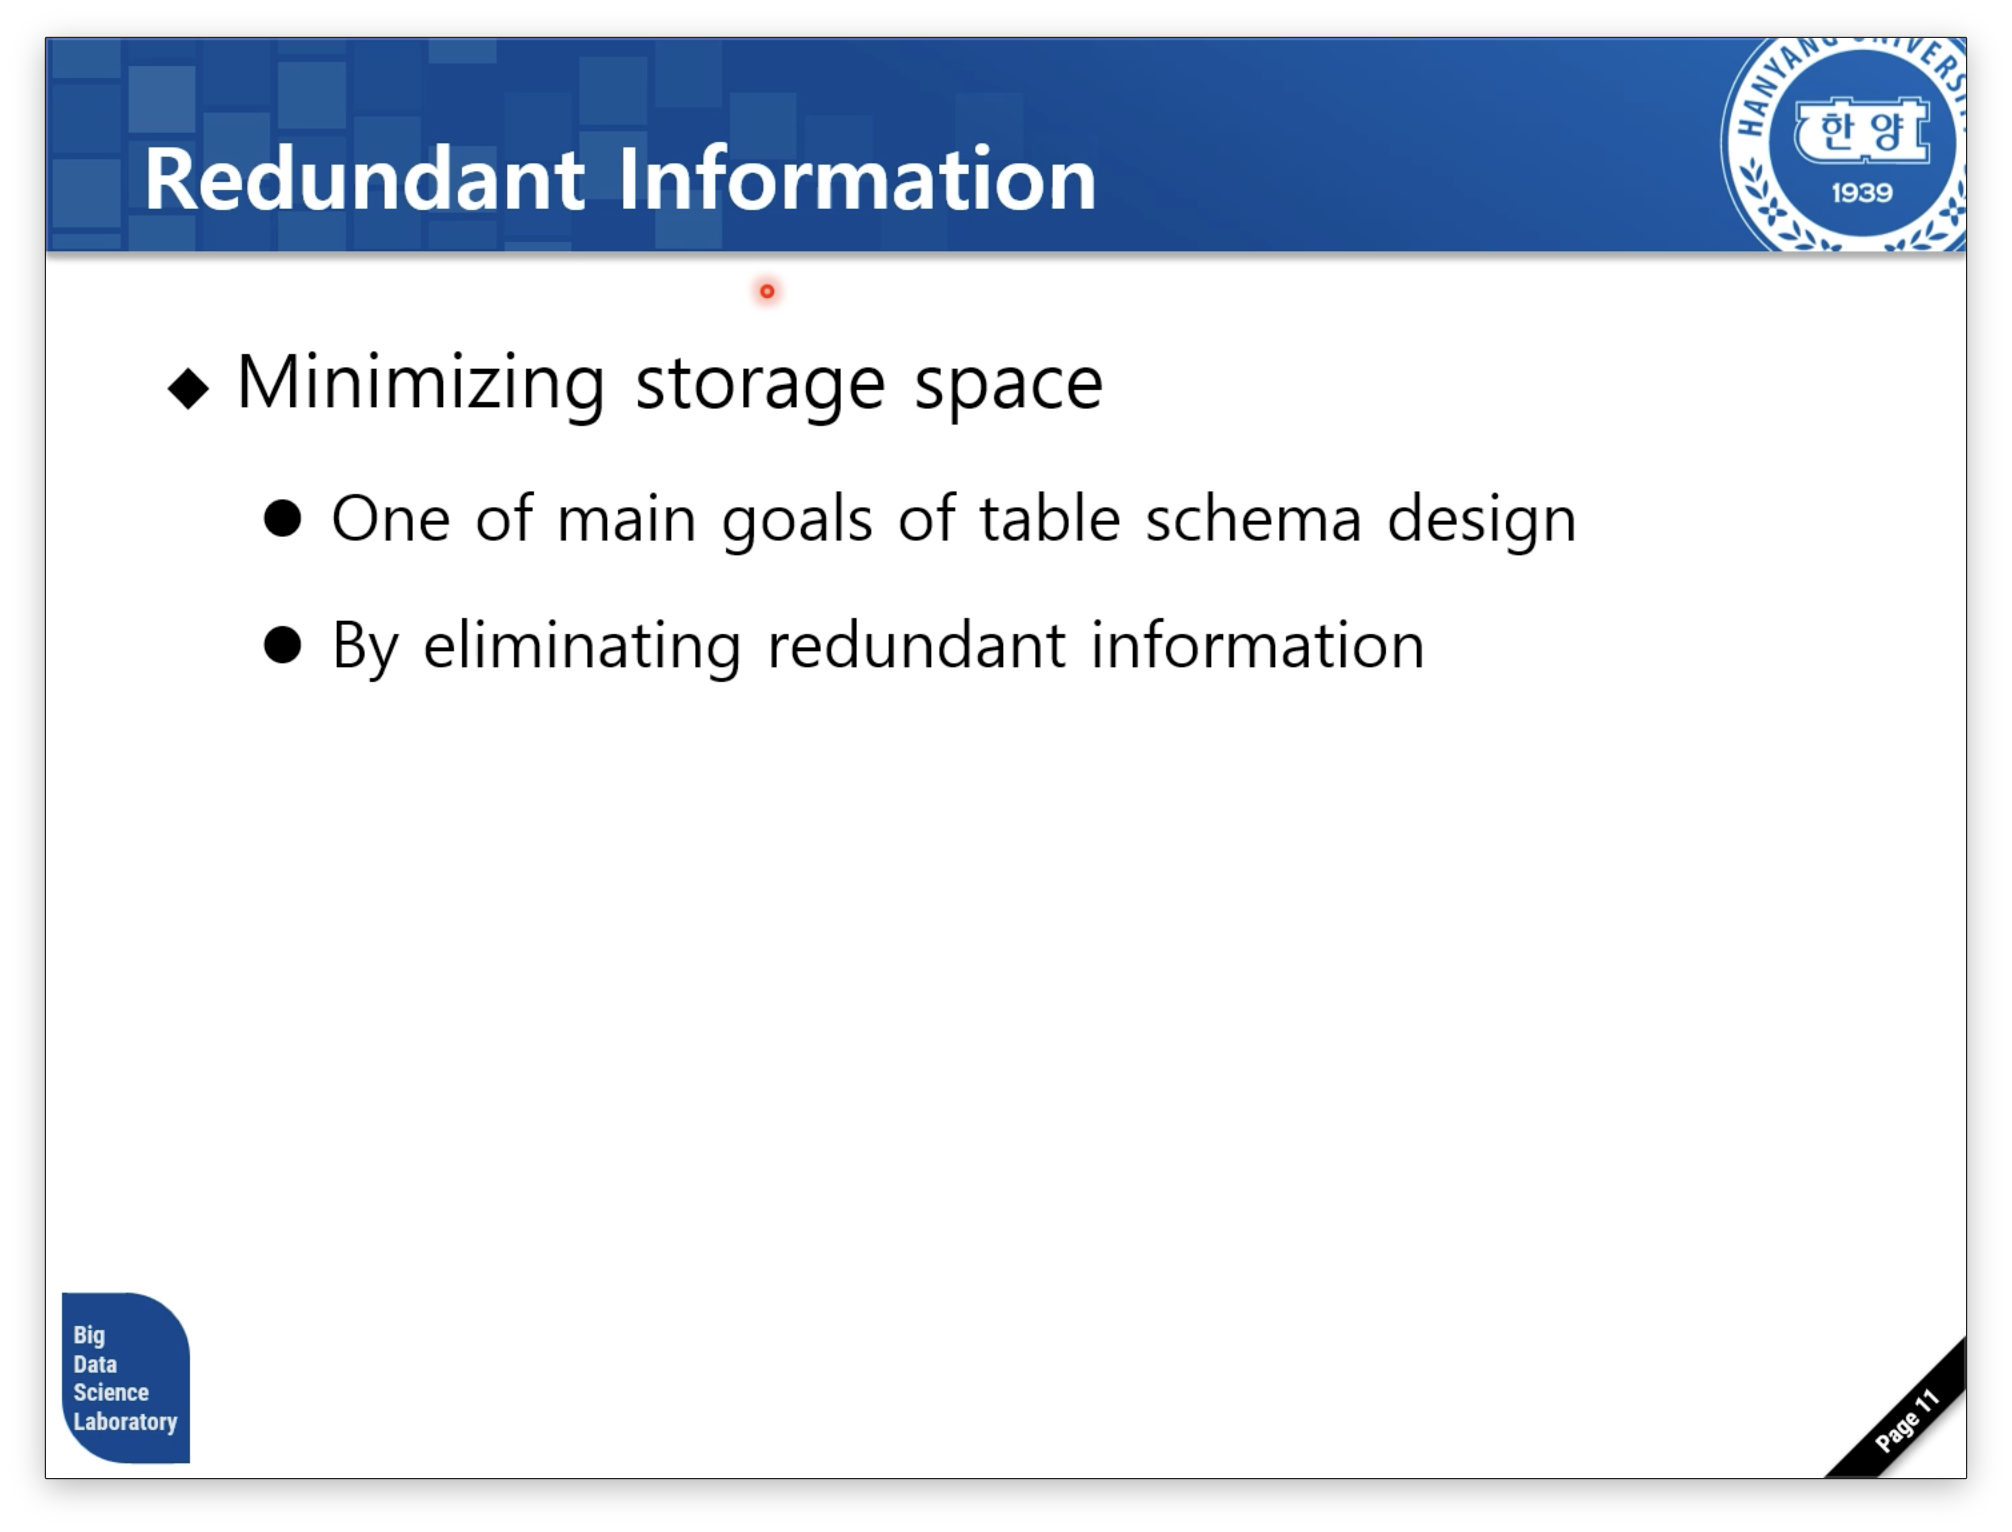 Redundant Information
HANYANG UNIVERSITY
한양
1939
◆ Minimizing storage space
● One of main goals of table schema design
● By eliminating redundant information
Big
Data
Science
Laboratory
Page 11